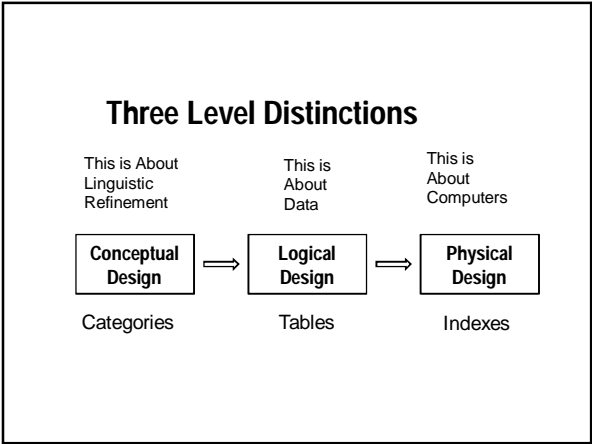 Three Level Distinctions
This is About
Linguistic
Refinement
This is
About
Data
This is
About
Computers
Conceptual
Design
Logical
Design
Physical
Design
Categories
Tables
Indexes